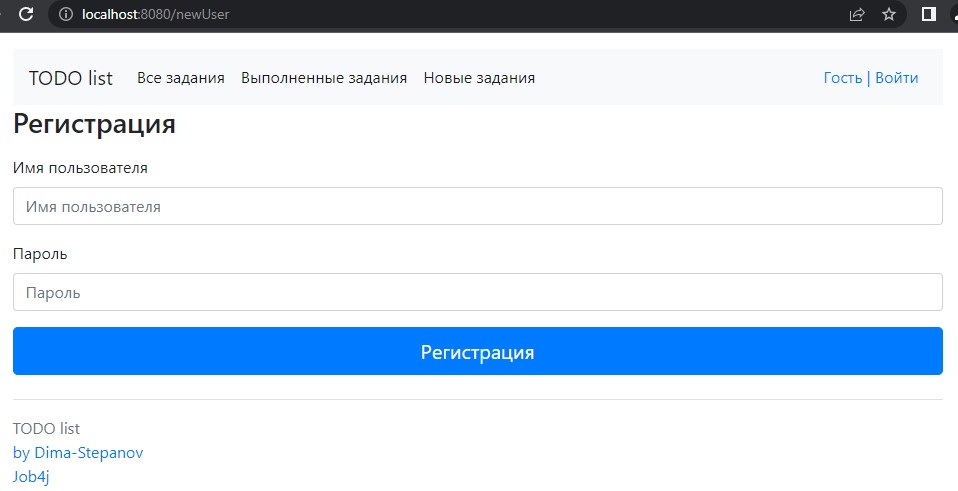 localhost:8080/newUser
TODO list Все задания Выполненные задания Новые задания Гость | Войти
Регистрация
Имя пользователя
Имя пользователя
Пароль
Пароль
Регистрация
TODO list
by Dima-Stepanov
Job4j